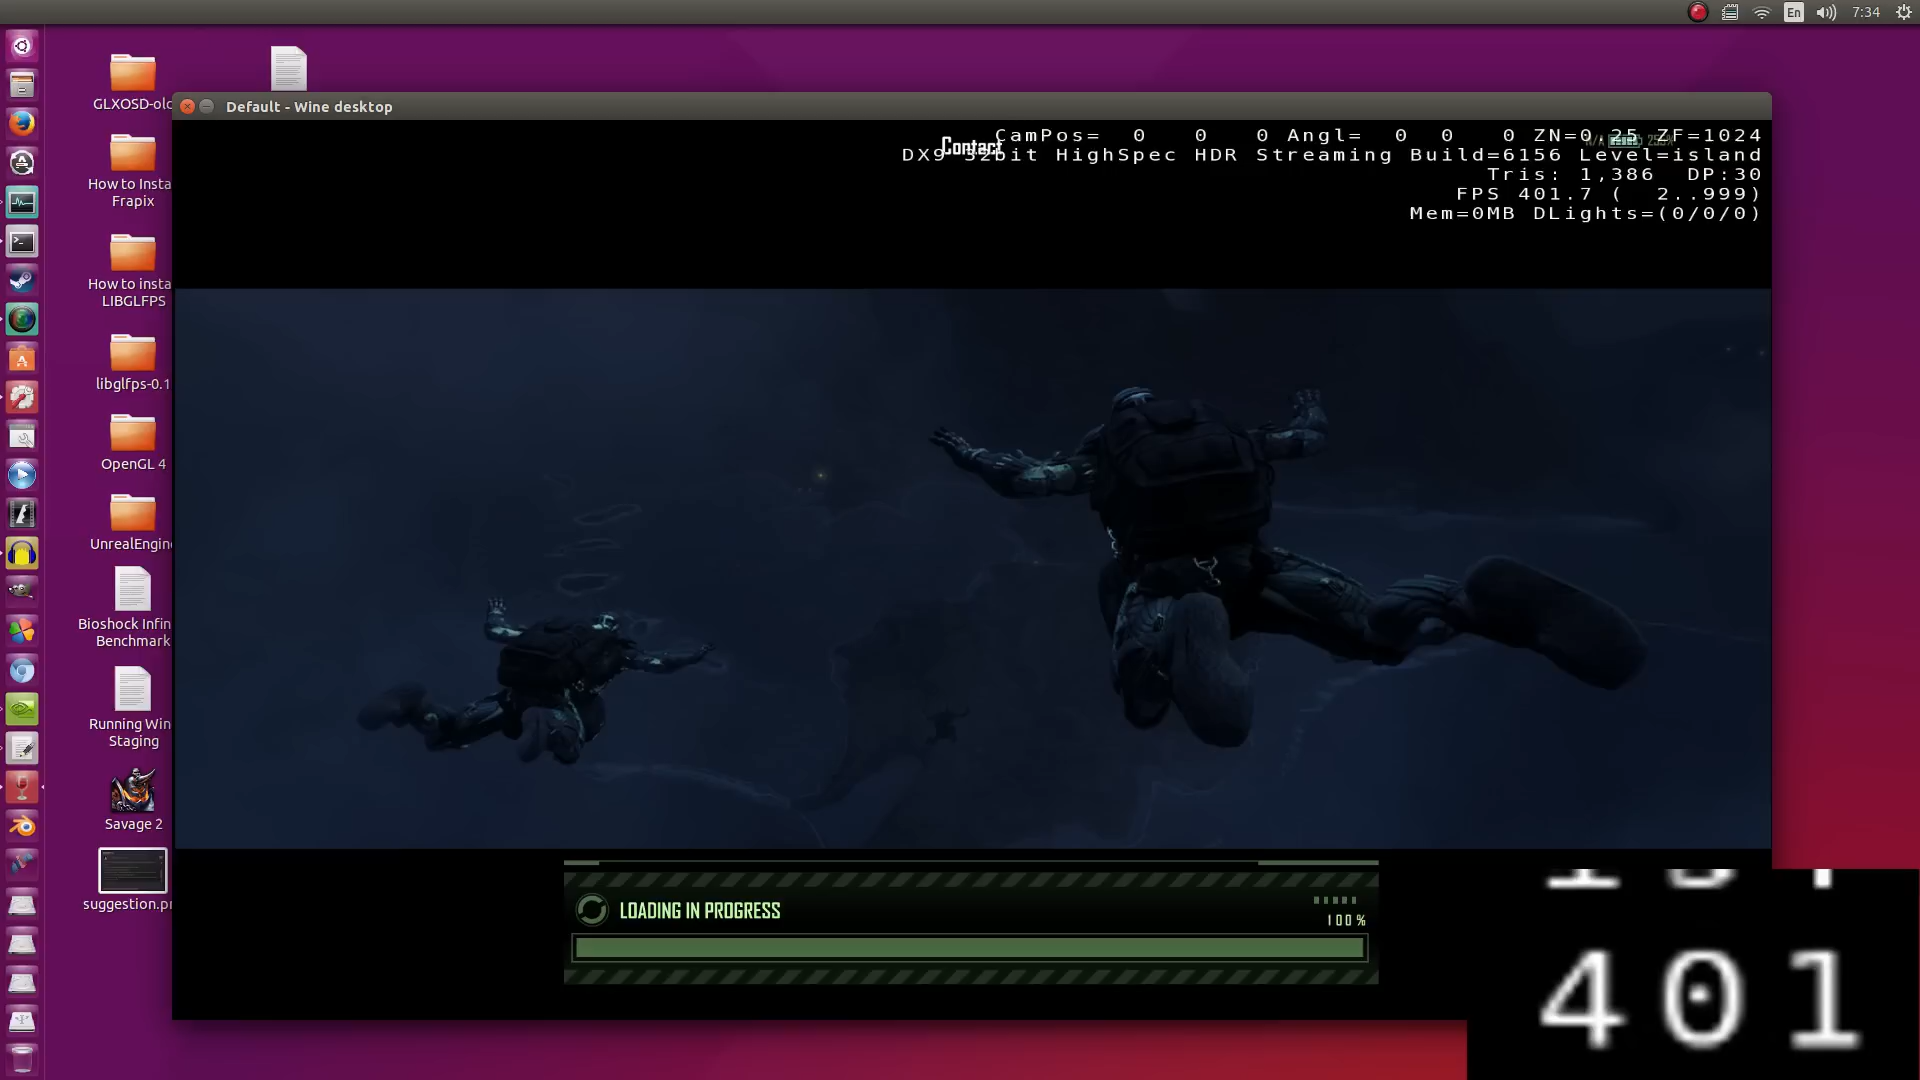 En
7:34
GLXOSD-old
Default - Wine desktop
CamPos= 0 0 0 Angl= 0 0 0 ZN=0.25 ZF=1024
Contact
DX9 32bit HighSpec HDR Streaming Build=6156 Level=island
Tris: 1,386 DP:30
FPS 401.7 ( 2..999)
Mem=0MB DLights=(0/0/0)
How to Insta
Frapix
How to insta
LIBGLFPS
libglfps-0.1
OpenGL 4
UnrealEngin
Bioshock Infin
Benchmark
Running Win
Staging
Savage 2
suggestion.pn
LOADING IN PROGRESS
100%
401